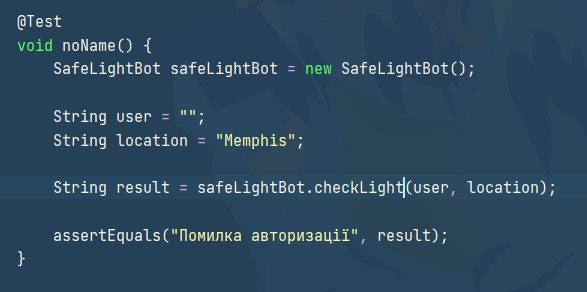 @Test
void noName() {
    SafeLightBot safeLightBot = new SafeLightBot();
    String user = "";
    String location = "Memphis";
    String result = safeLightBot.checkLight(user, location);
    assertEquals("Помилка авторизації", result);
}